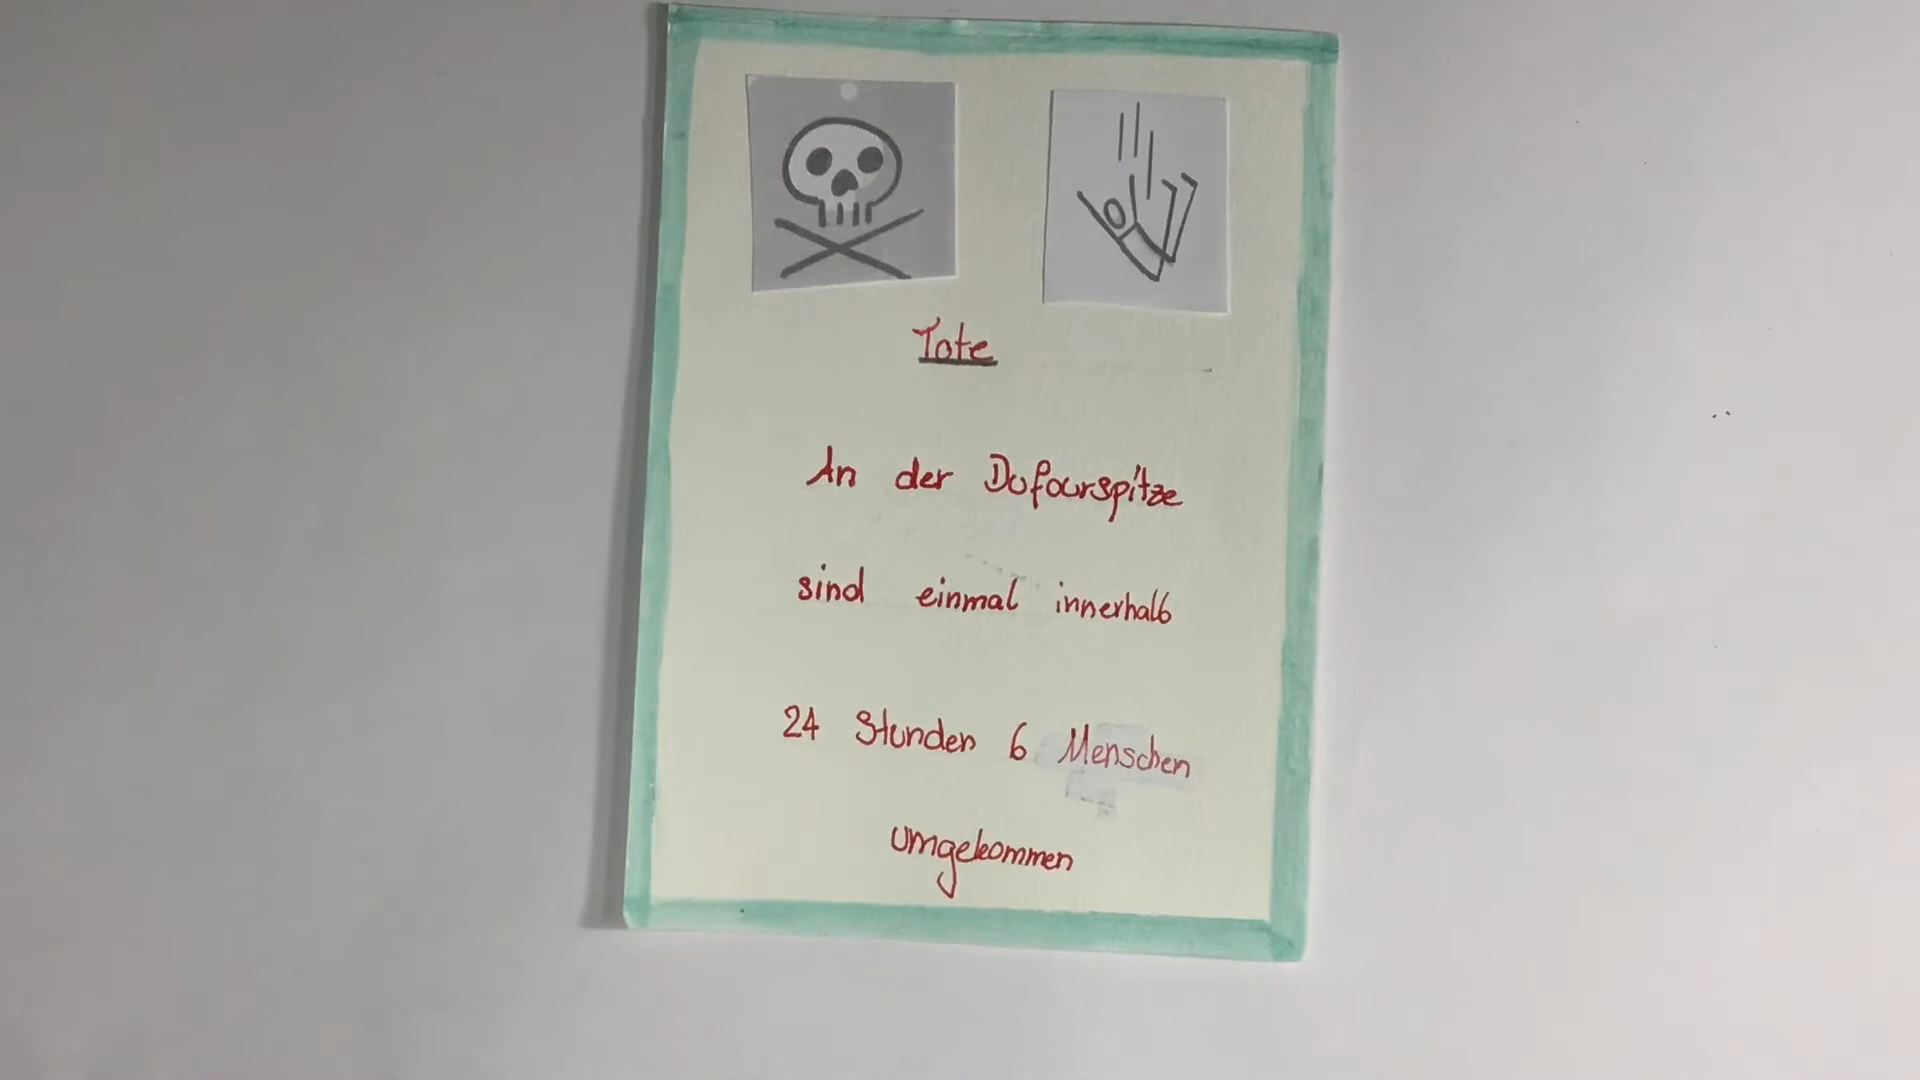 Tote
An der Dufourspitze
sind einmal innerhalb
24 Stunden 6 Menschen
umgekommen